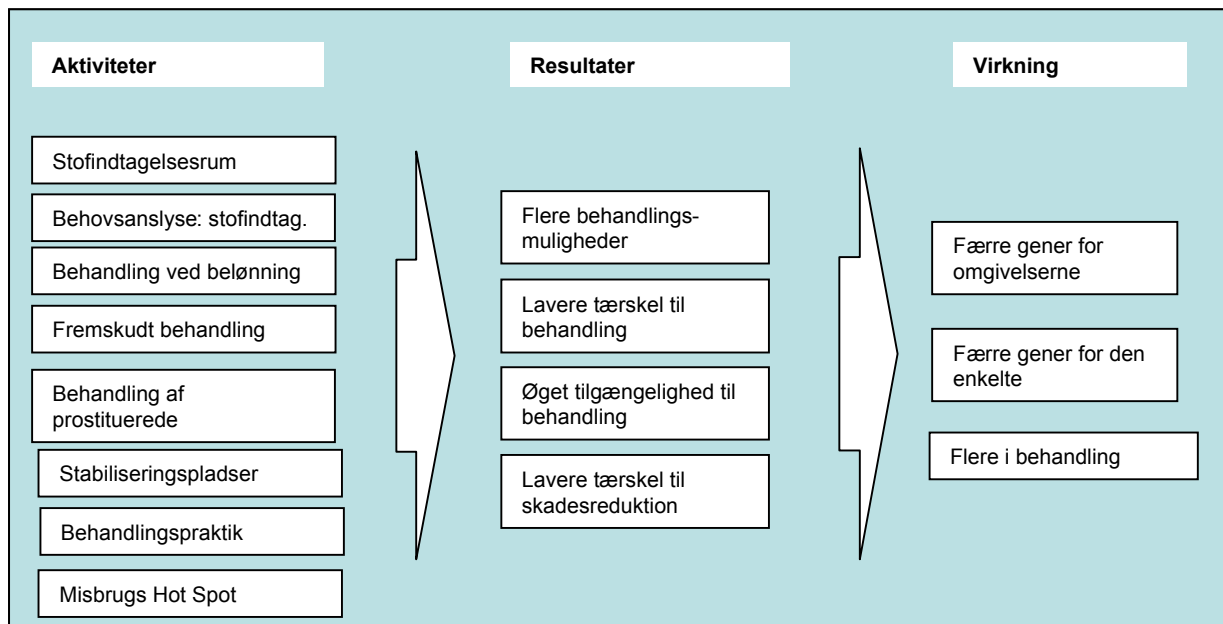 Aktiviteter
Stofindtagelsesrum
Behovsanslyse: stofindtag.
Behandling ved belønning
Fremskudt behandling
Behandling af
prostituerede
Stabiliseringspladser
Behandlingspraktik
Misbrugs Hot Spot
Resultater
Flere behandlings-
muligheder
Lavere tærskel til
behandling
Øget tilgængelighed til
behandling
Lavere tærskel til
skadesreduktion
Virkning
Færre gener for
omgivelserne
Færre gener for den
enkelte
Flere i behandling